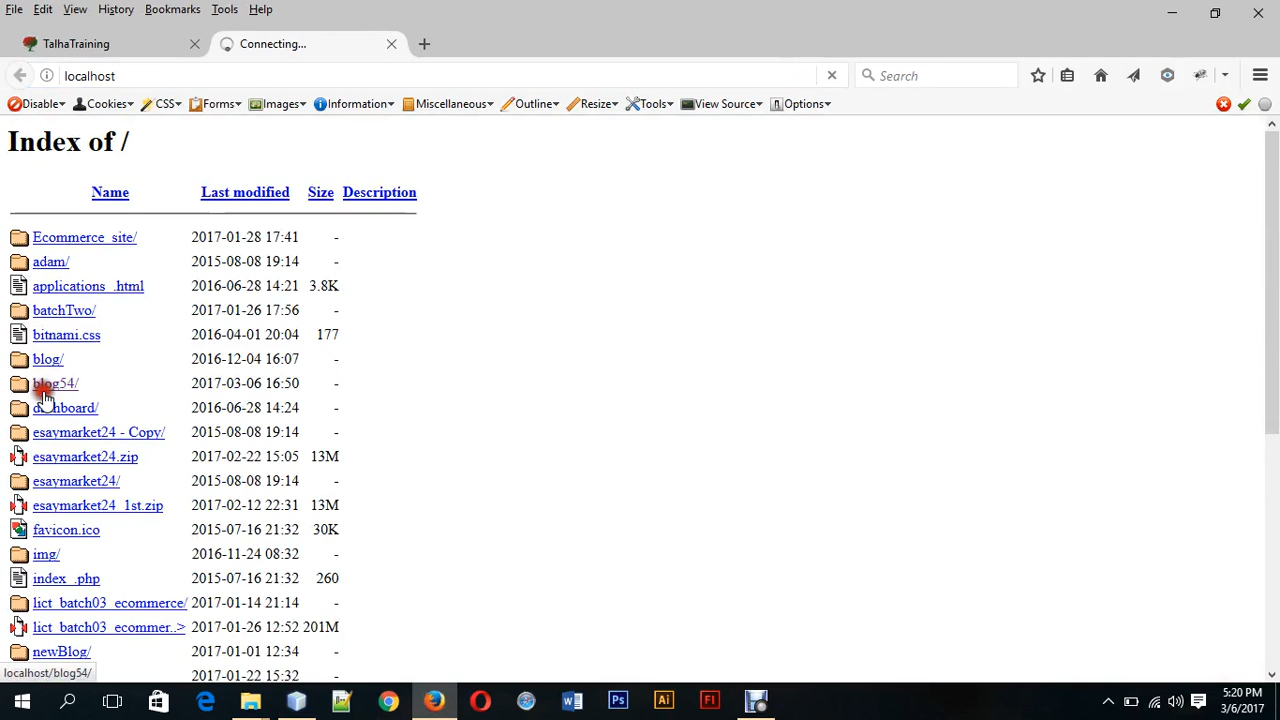 File Edit View History Bookmarks Tools Help
TalhaTraining Connecting...
localhost Search
Disable Cookies CSS Forms Images Information Miscellaneous Outline Resize Tools View Source Options
Index of /
Name Last modified Size Description
Ecommerce_site/ 2017-01-28 17:41 -
adam/ 2015-08-08 19:14 -
applications_.html 2016-06-28 14:21 3.8K
batchTwo/ 2017-01-26 17:56 -
bitnami.css 2016-04-01 20:04 177
blog/ 2016-12-04 16:07 -
blog54/ 2017-03-06 16:50 -
dashboard/ 2016-06-28 14:24 -
esaymarket24 - Copy/ 2015-08-08 19:14 -
esaymarket24.zip 2017-02-22 15:05 13M
esaymarket24/ 2015-08-08 19:14 -
esaymarket24_1st.zip 2017-02-12 22:31 13M
favicon.ico 2015-07-16 21:32 30K
img/ 2016-11-24 08:32 -
index_.php 2015-07-16 21:32 260
lict_batch03_ecommerce/ 2017-01-14 21:14 -
lict_batch03_ecommer..> 2017-01-26 12:52 201M
newBlog/ 2017-01-01 12:34 -
2017-01-22 15:32 -
localhost/blog54/
5:20 PM
3/6/2017